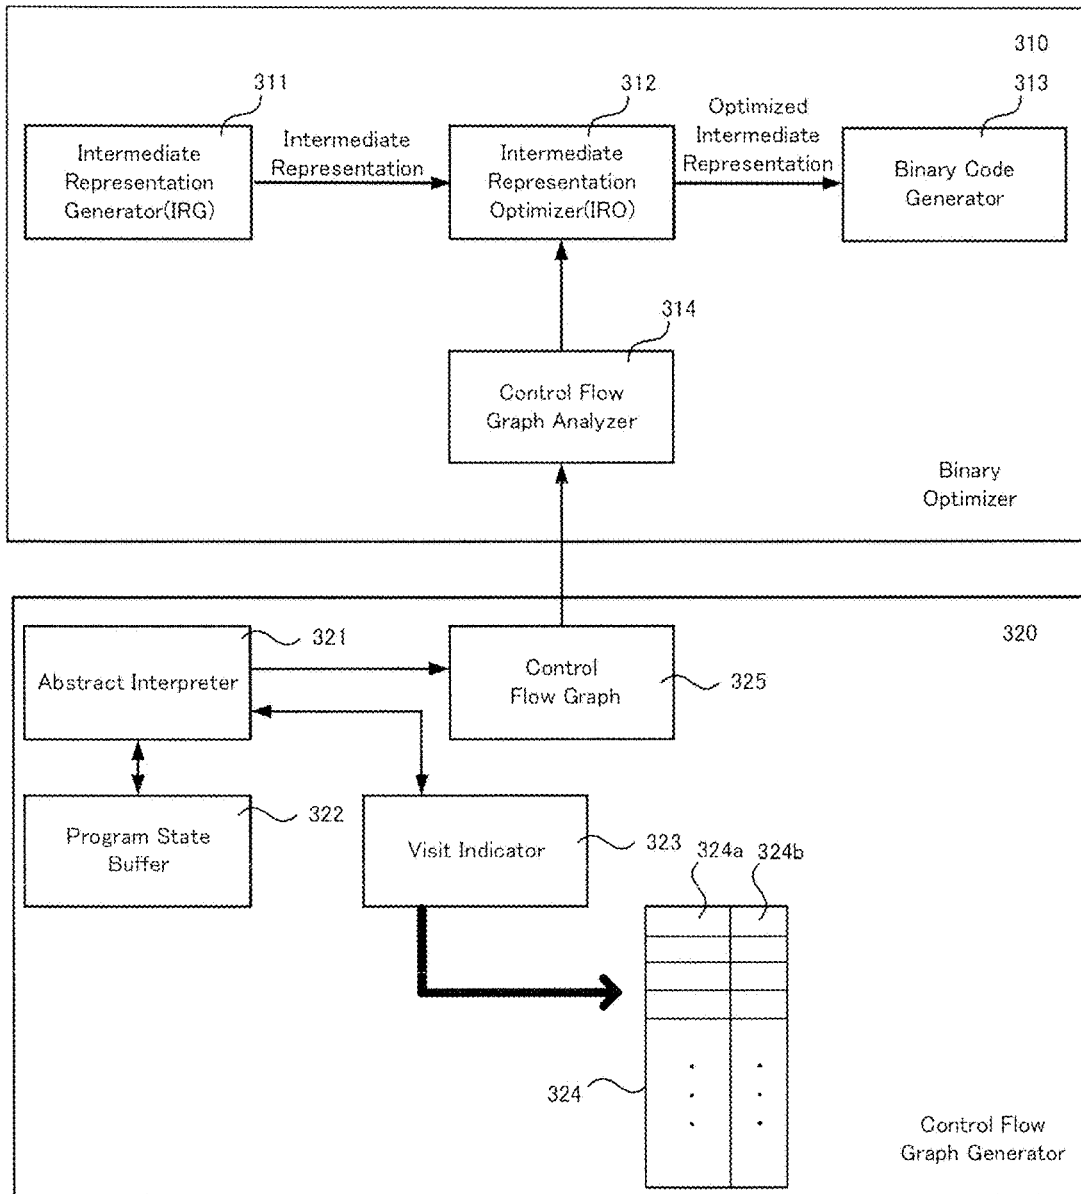 310
311
312
313
Intermediate
Representation
Generator(IRG)
Intermediate
Representation
Intermediate
Representation
Optimizer(IRO)
Optimized
Intermediate
Representation
Binary Code
Generator
314
Control Flow
Graph Analyzer
Binary
Optimizer
320
321
Abstract Interpreter
Control
Flow Graph
325
322
Program State
Buffer
Visit Indicator
323
324a
324b
324
Control Flow
Graph Generator